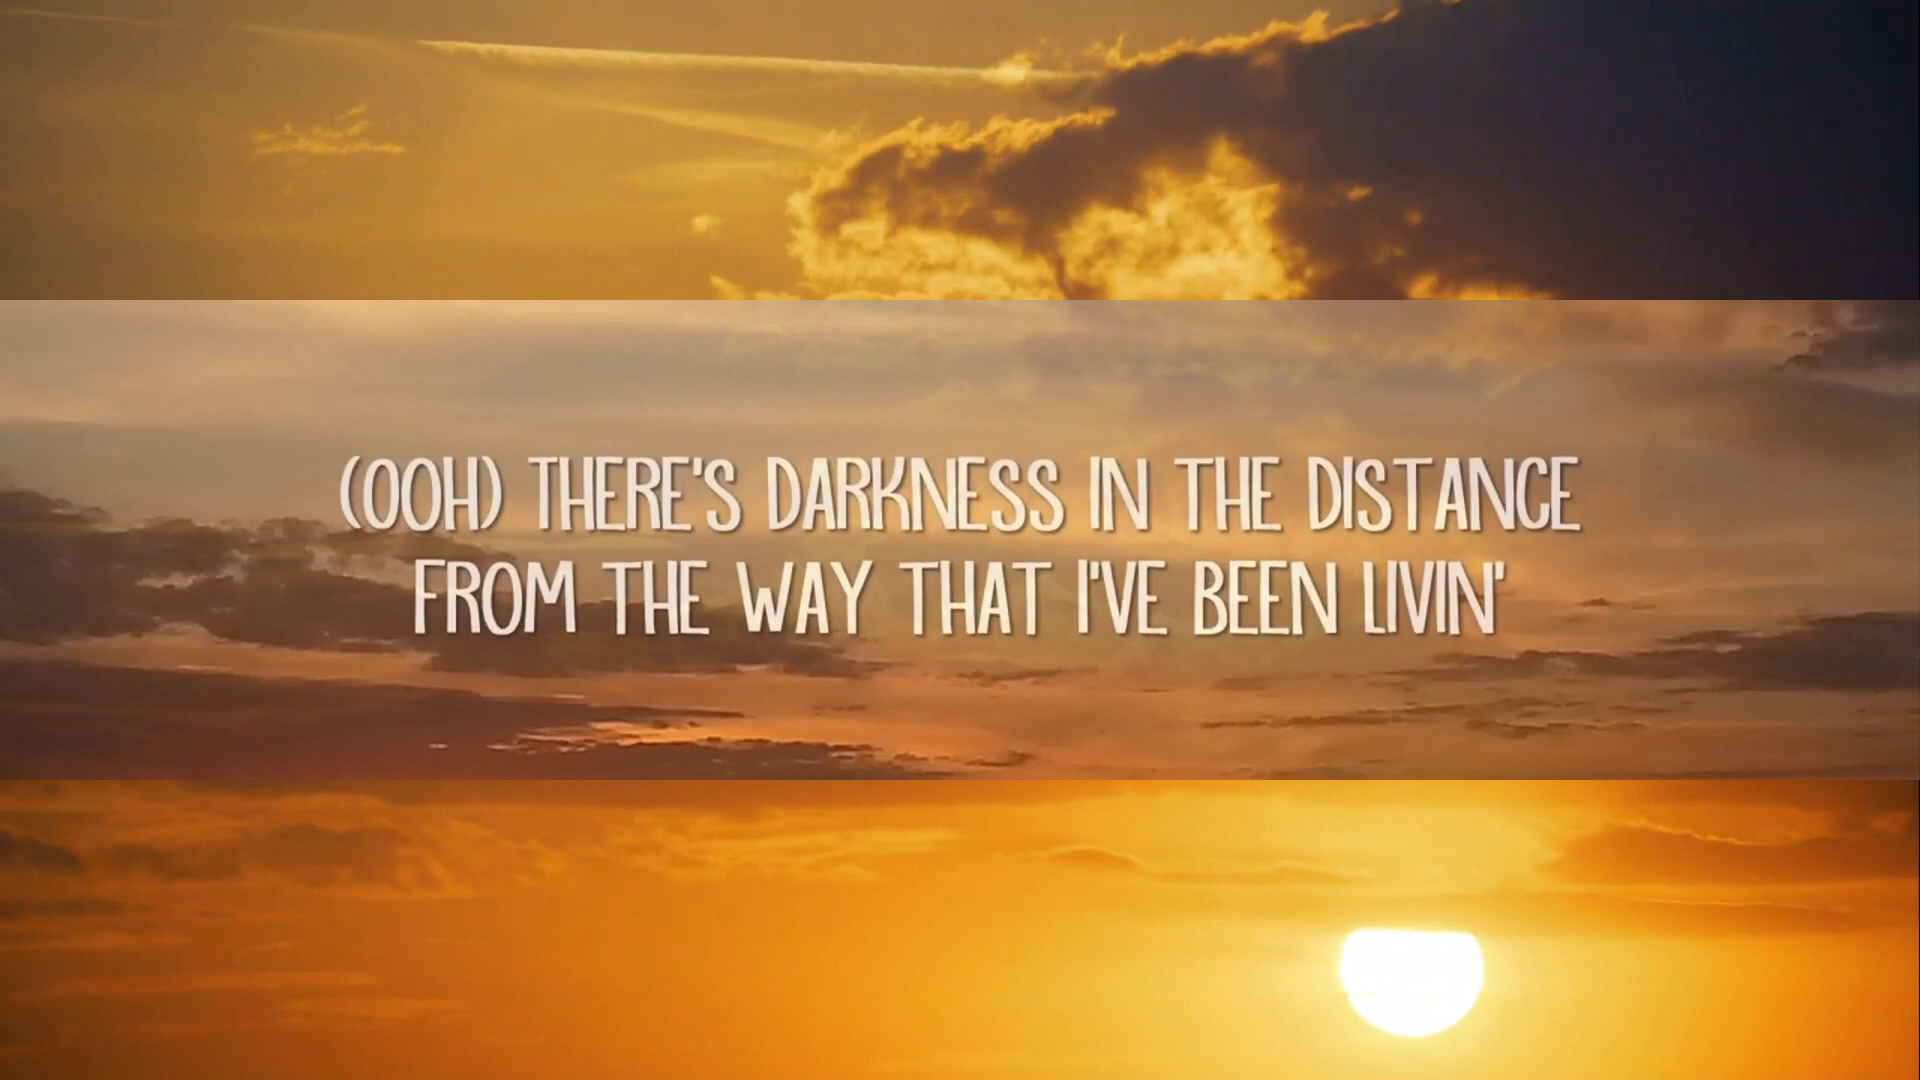 (OOH) THERE'S DARKNESS IN THE DISTANCE
FROM THE WAY THAT I'VE BEEN LIVIN'